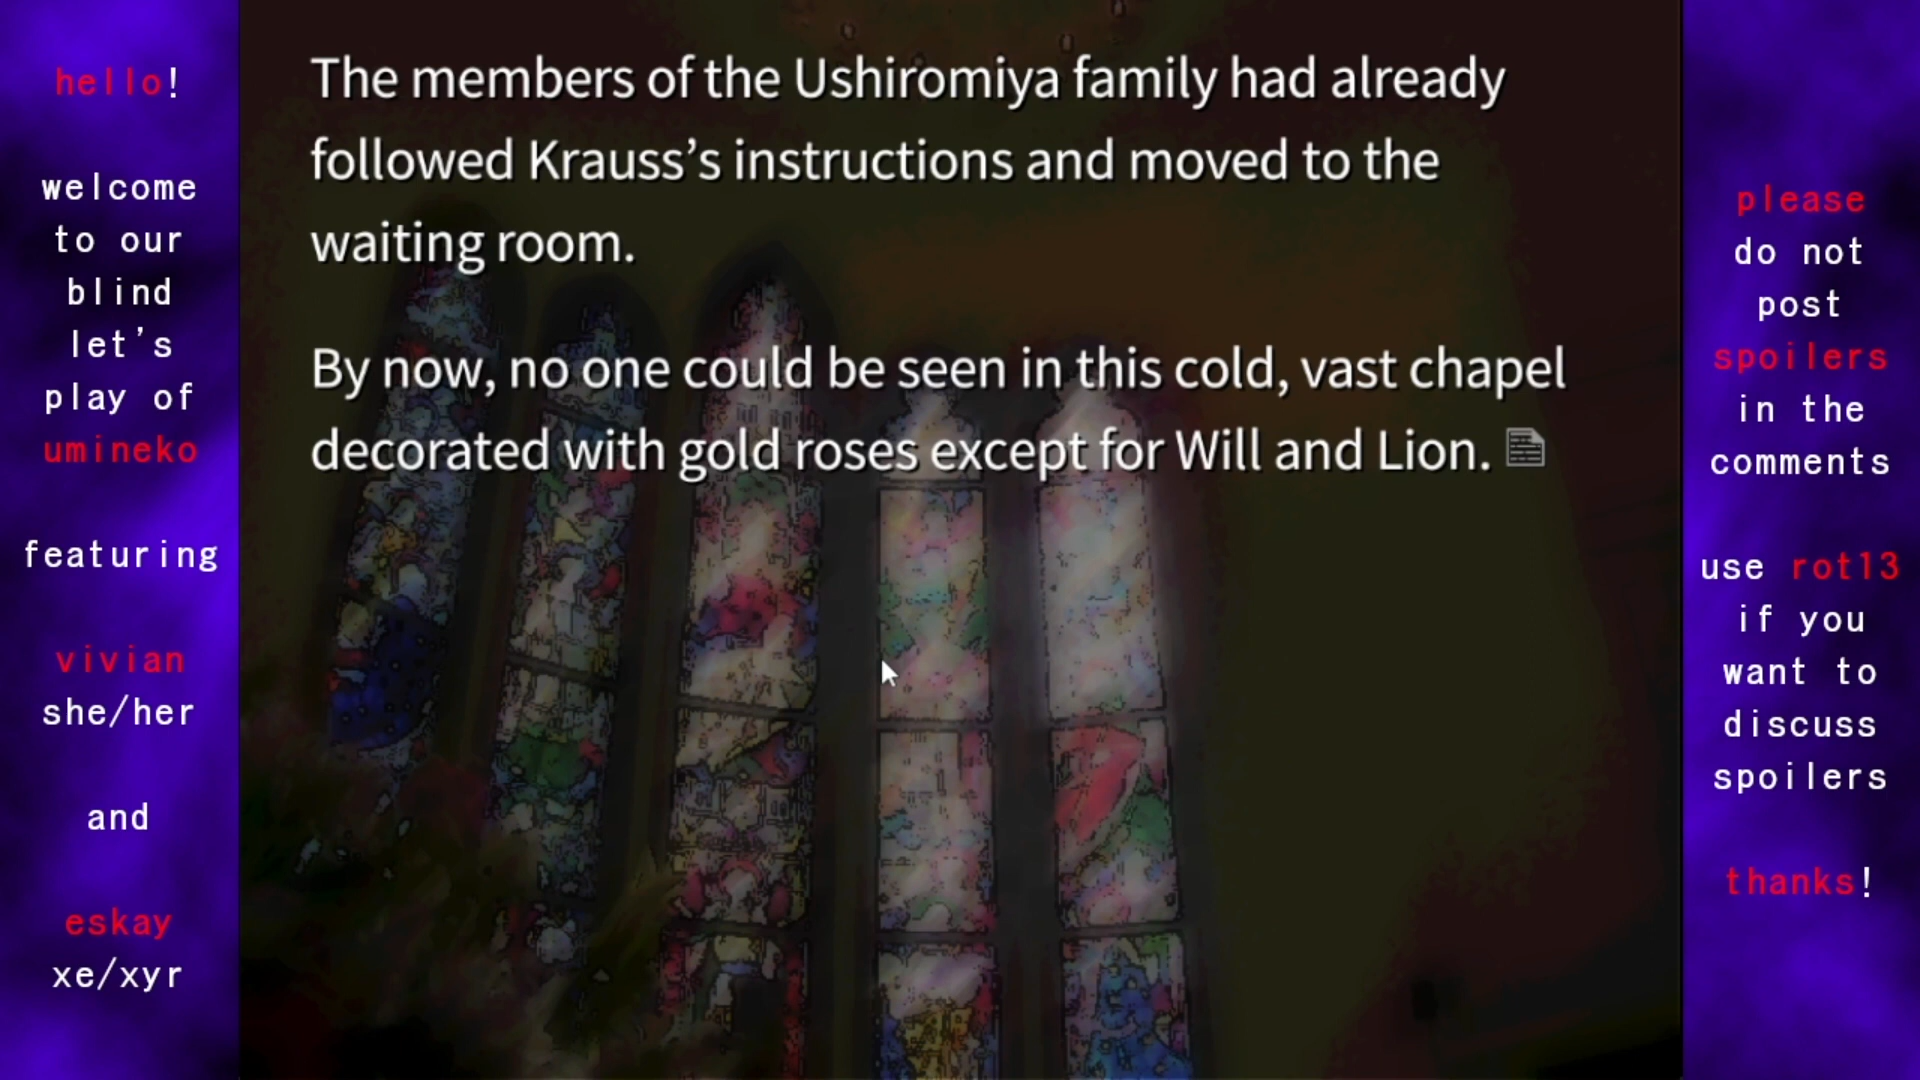 hello!
welcome
to our
blind
let's
play of
umineko
featuring
vivian
she/her
and
eskay
xe/xyr
The members of the Ushiromiya family had already
followed Krauss’s instructions and moved to the
waiting room.
By now, no one could be seen in this cold, vast chapel
decorated with gold roses except for Will and Lion.
please
do not
post
spoilers
in the
comments
use rot13
if you
want to
discuss
spoilers
thanks!